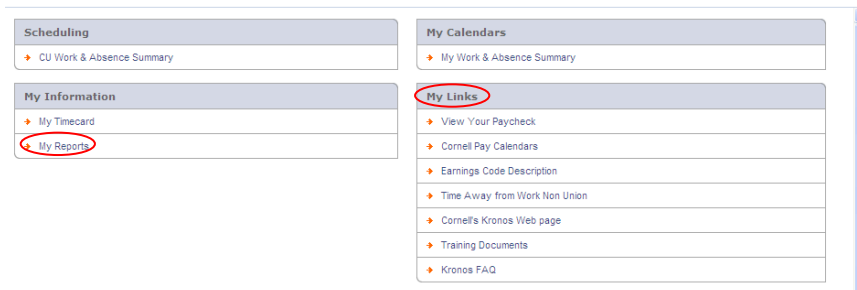 Scheduling
CU Work & Absence Summary
My Information
My Timecard
My Reports
My Calendars
My Work & Absence Summary
My Links
View Your Paycheck
Cornell Pay Calendars
Earnings Code Description
Time Away from Work Non Union
Cornell's Kronos Web page
Training Documents
Kronos FAQ